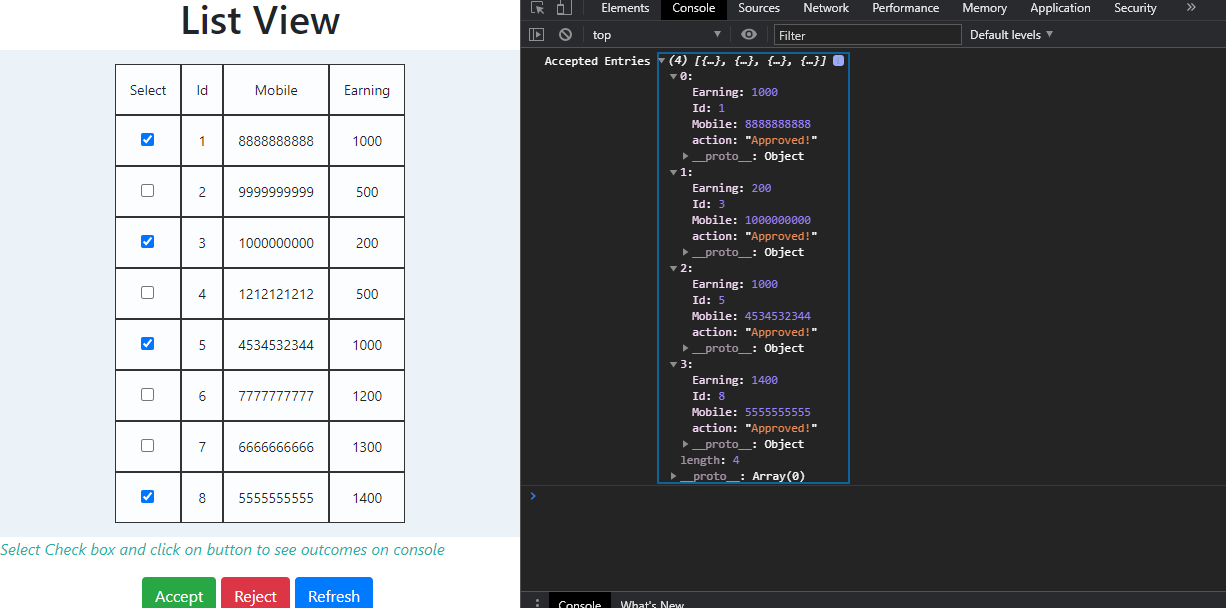 List View
Select Id Mobile Earning
1 8888888888 1000
2 9999999999 500
3 1000000000 200
4 1212121212 500
5 4534532344 1000
6 7777777777 1200
7 6666666666 1300
8 5555555555 1400
Select Check box and click on button to see outcomes on console
Accept Reject Refresh
Elements Console Sources Network Performance Memory Application Security »
top Filter Default levels
Accepted Entries (4) [{…}, {…}, {…}, {…}]
0:
Earning: 1000
Id: 1
Mobile: 8888888888
action: "Approved!"
__proto__: Object
1:
Earning: 200
Id: 3
Mobile: 1000000000
action: "Approved!"
__proto__: Object
2:
Earning: 1000
Id: 5
Mobile: 4534532344
action: "Approved!"
__proto__: Object
3:
Earning: 1400
Id: 8
Mobile: 5555555555
action: "Approved!"
__proto__: Object
length: 4
__proto__: Array(0)
Console What's New